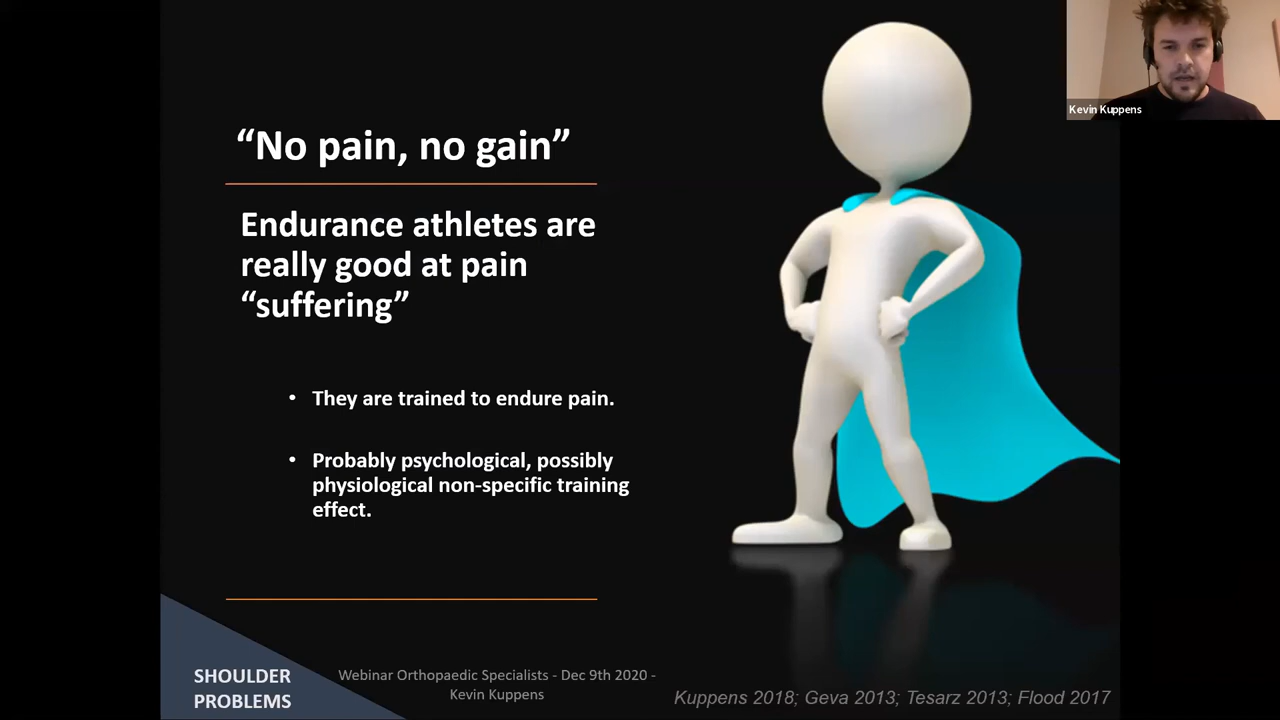 “No pain, no gain”
Endurance athletes are
really good at pain
“suffering”
• They are trained to endure pain.
• Probably psychological, possibly
physiological non-specific training
effect.
SHOULDER
PROBLEMS
Webinar Orthopaedic Specialists - Dec 9th 2020 -
Kevin Kuppens
Kuppens 2018; Geva 2013; Tesarz 2013; Flood 2017
Kevin Kuppens